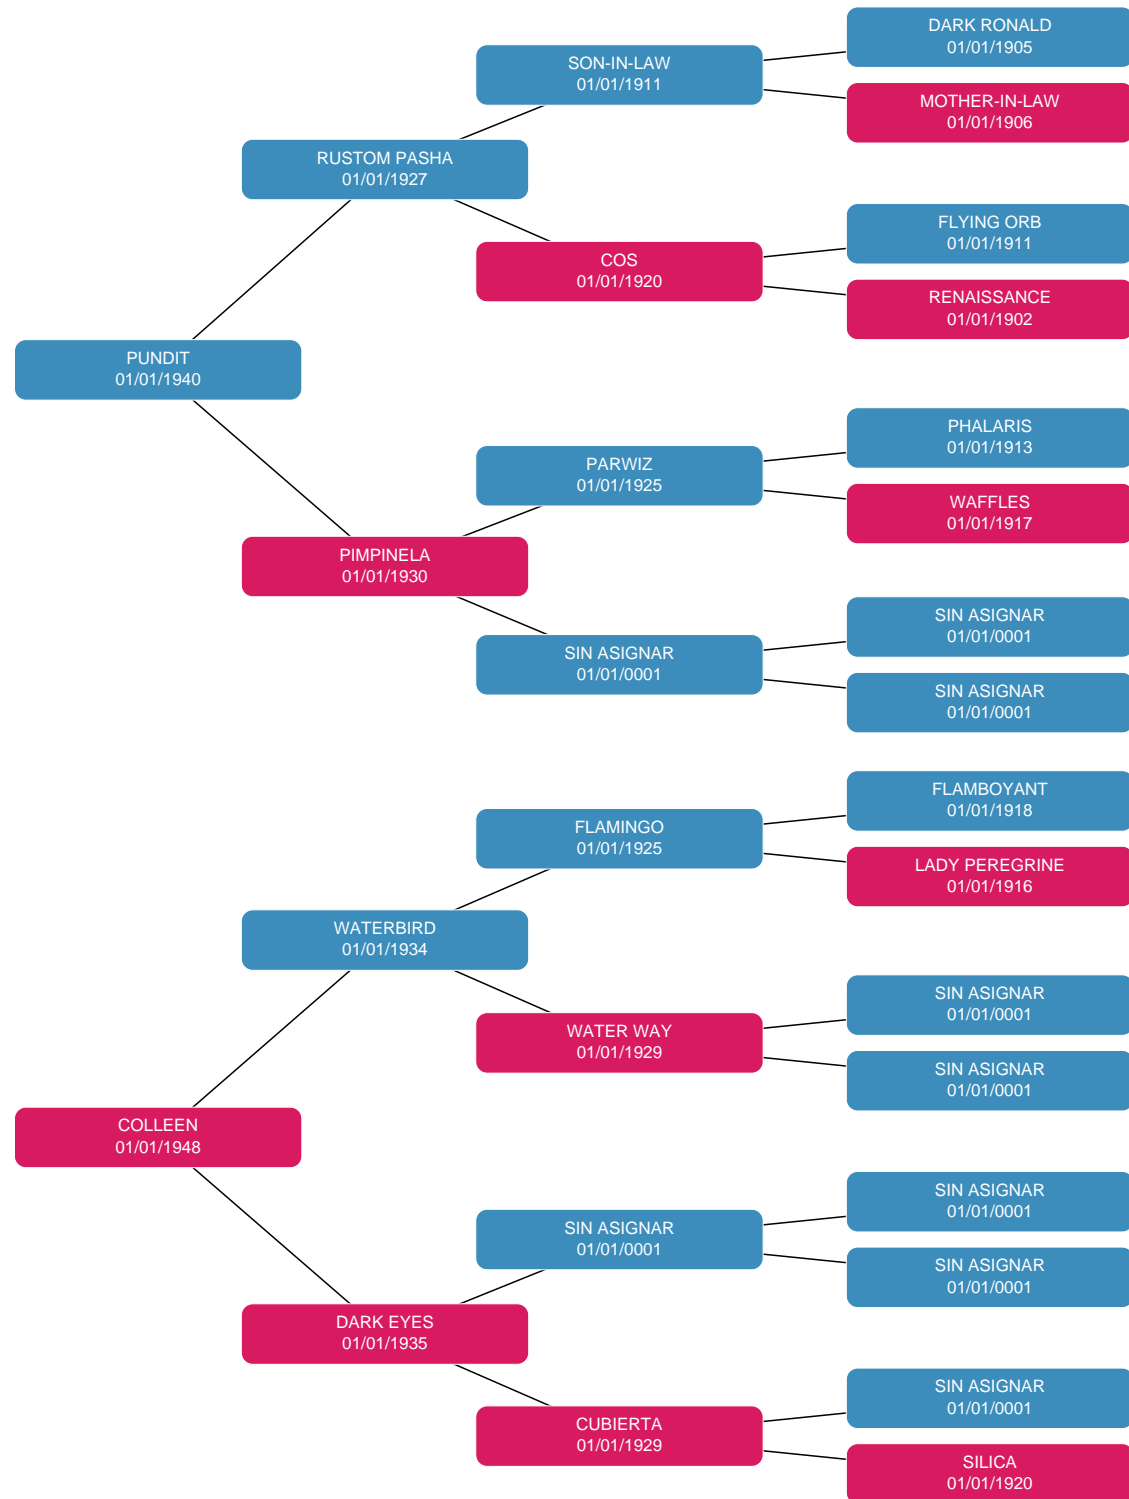 DARK RONALD
01/01/1905
SON-IN-LAW
01/01/1911
MOTHER-IN-LAW
01/01/1906
RUSTOM PASHA
01/01/1927
FLYING ORB
01/01/1911
COS
01/01/1920
RENAISSANCE
01/01/1902
PUNDIT
01/01/1940
PHALARIS
01/01/1913
PARWIZ
01/01/1925
WAFFLES
01/01/1917
PIMPINELA
01/01/1930
SIN ASIGNAR
01/01/0001
SIN ASIGNAR
01/01/0001
SIN ASIGNAR
01/01/0001
FLAMBOYANT
01/01/1918
FLAMINGO
01/01/1925
LADY PEREGRINE
01/01/1916
WATERBIRD
01/01/1934
SIN ASIGNAR
01/01/0001
WATER WAY
01/01/1929
SIN ASIGNAR
01/01/0001
COLLEEN
01/01/1948
SIN ASIGNAR
01/01/0001
SIN ASIGNAR
01/01/0001
SIN ASIGNAR
01/01/0001
DARK EYES
01/01/1935
SIN ASIGNAR
01/01/0001
CUBIERTA
01/01/1929
SILICA
01/01/1920